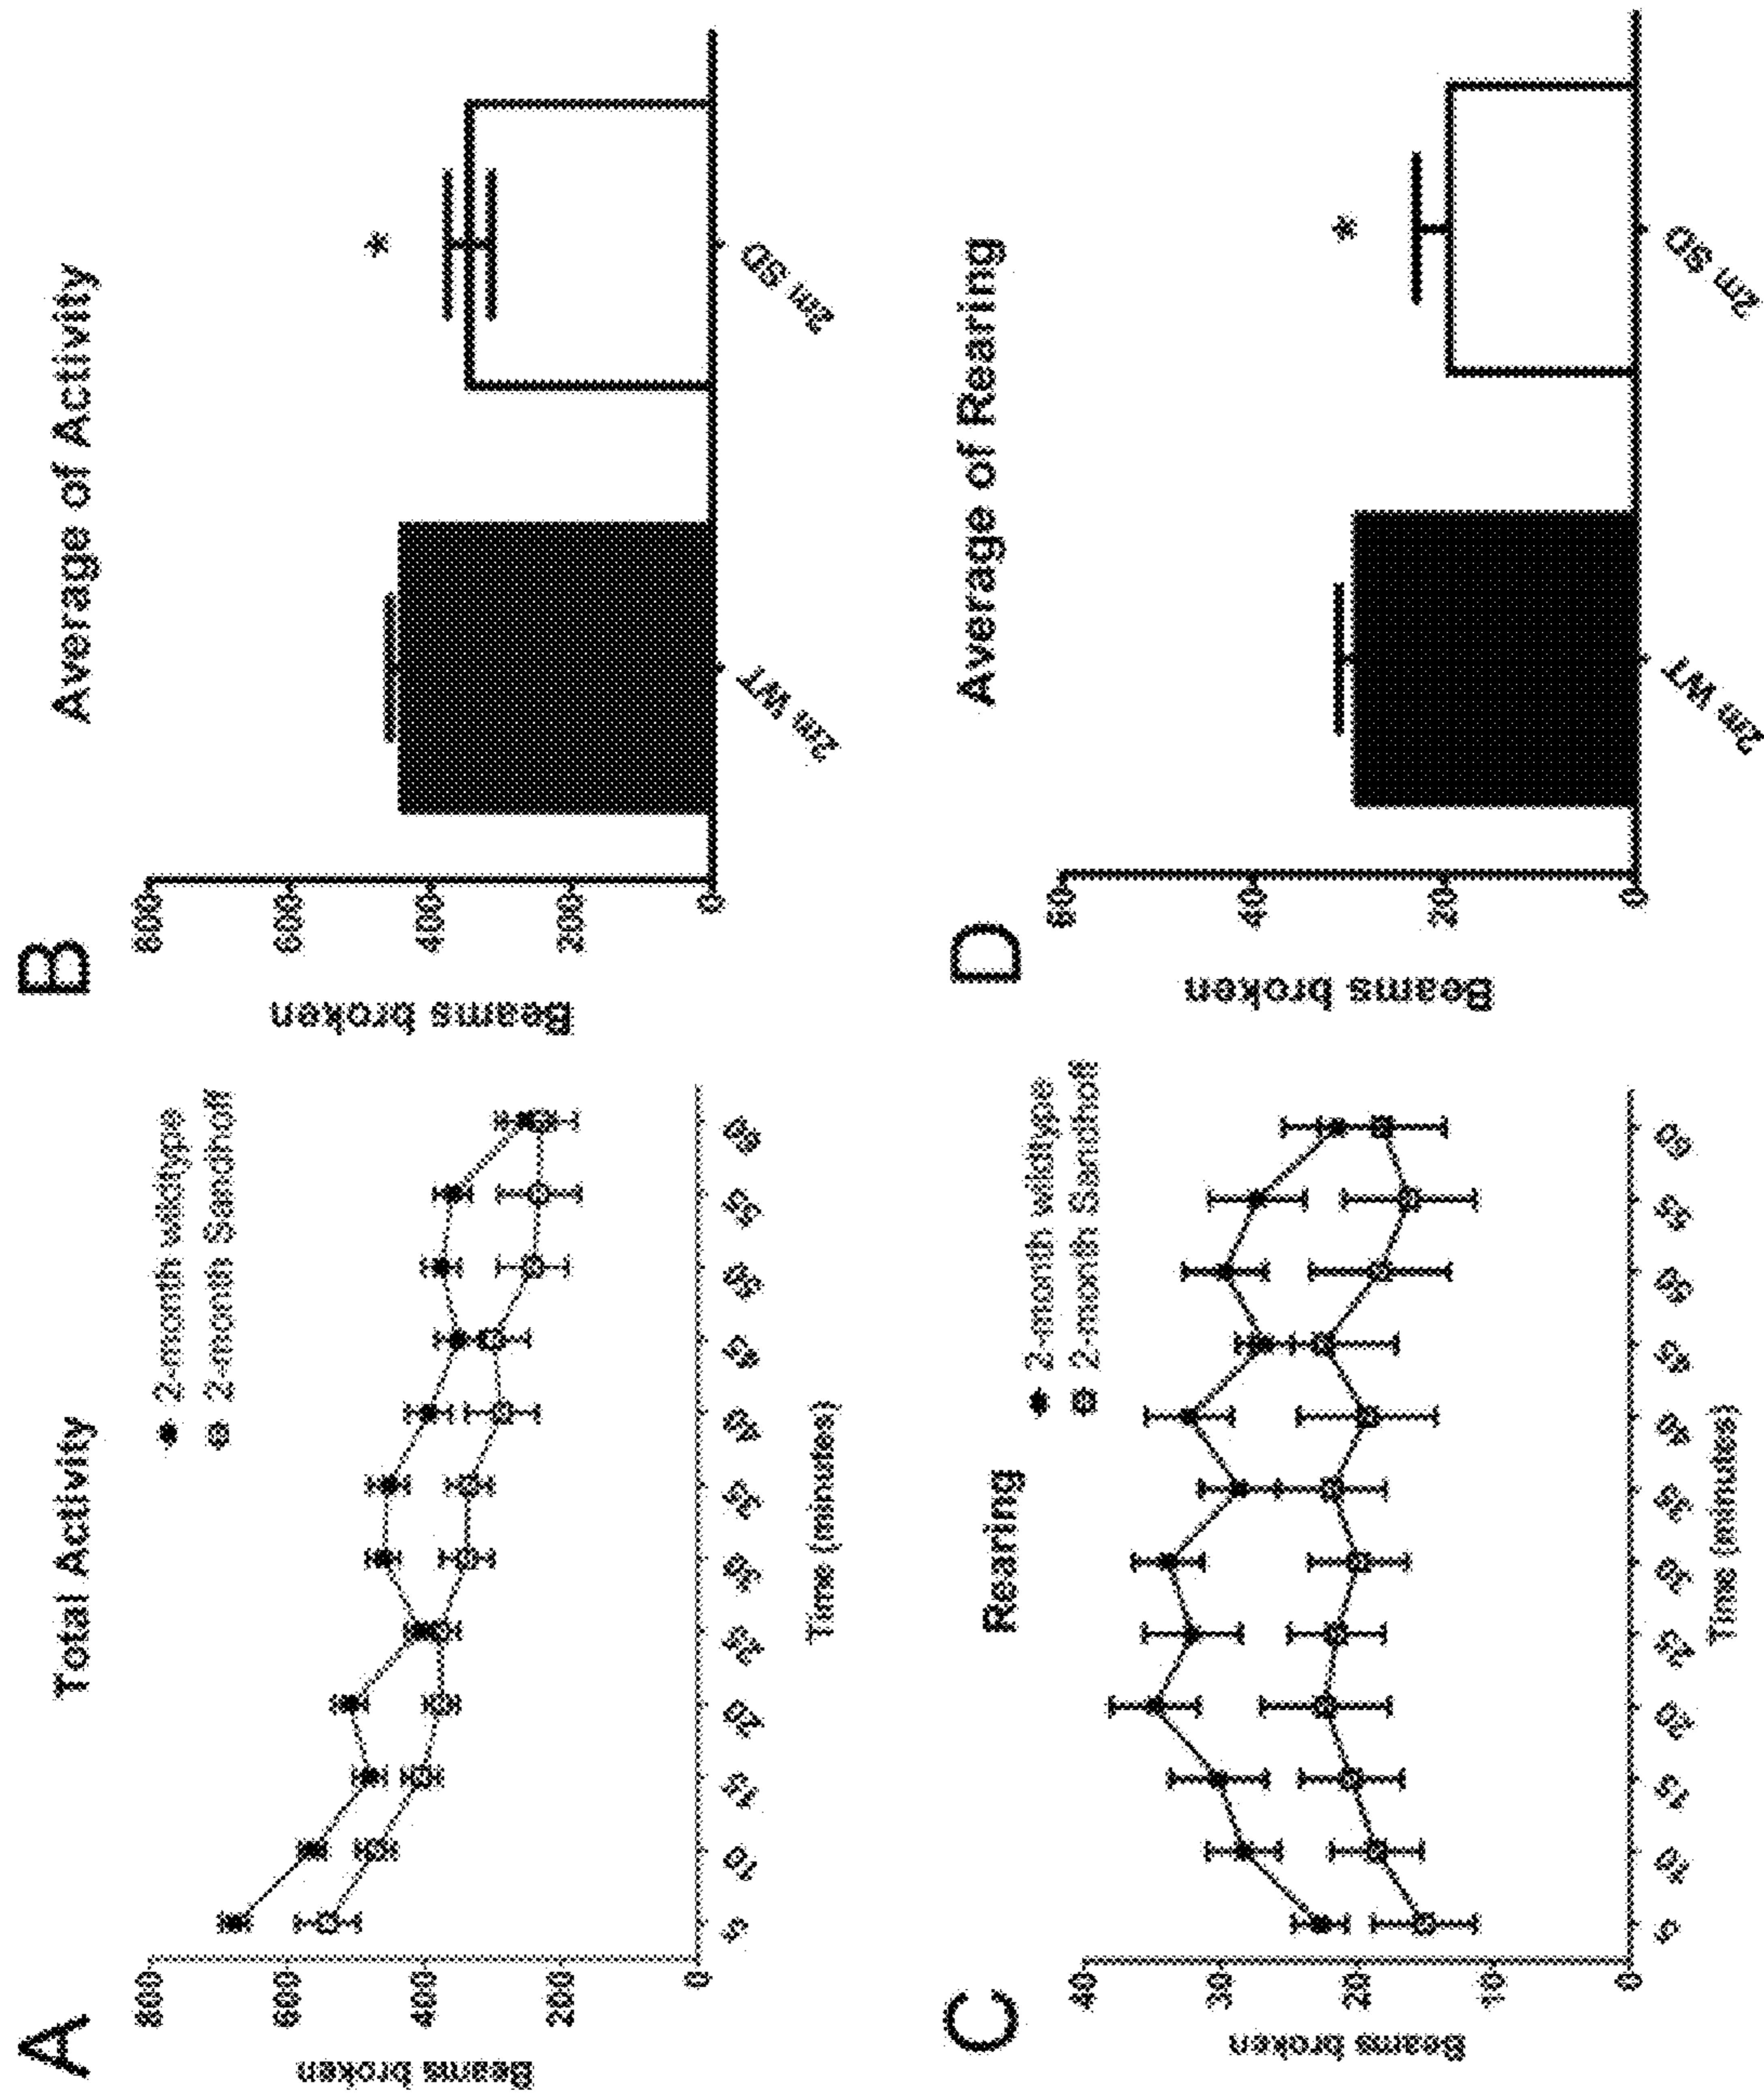 A
Total Activity
2-month wildtype
2-month Sandhoff
Beams broken
800
600
400
200
0
5 10 15 20 25 30 35 40 45 50 55 60
Time (minutes)
B
Average of Activity
*
Beams broken
800
600
400
200
0
2m WT 2m SD
C
Rearing
2-month wildtype
2-month Sandhoff
Beams broken
40
30
20
10
0
5 10 15 20 25 30 35 40 45 50 55 60
Time (minutes)
D
Average of Rearing
*
Beams broken
60
40
20
0
2m WT 2m SD